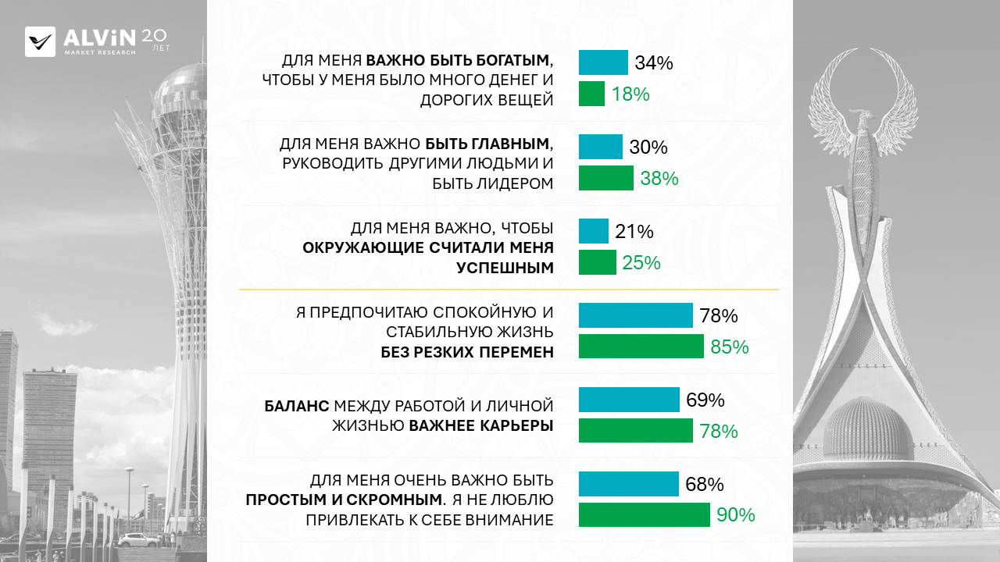 ALViN 20
MARKET RESEARCH ЛЕТ
ДЛЯ МЕНЯ ВАЖНО БЫТЬ БОГАТЫМ,
ЧТОБЫ У МЕНЯ БЫЛО МНОГО ДЕНЕГ И
ДОРОГИХ ВЕЩЕЙ
34%
18%
ДЛЯ МЕНЯ ВАЖНО БЫТЬ ГЛАВНЫМ,
РУКОВОДИТЬ ДРУГИМИ ЛЮДЬМИ И
БЫТЬ ЛИДЕРОМ
30%
38%
ДЛЯ МЕНЯ ВАЖНО, ЧТОБЫ
ОКРУЖАЮЩИЕ СЧИТАЛИ МЕНЯ
УСПЕШНЫМ
21%
25%
Я ПРЕДПОЧИТАЮ СПОКОЙНУЮ И
СТАБИЛЬНУЮ ЖИЗНЬ
БЕЗ РЕЗКИХ ПЕРЕМЕН
78%
85%
БАЛАНС МЕЖДУ РАБОТОЙ И ЛИЧНОЙ
ЖИЗНЬЮ ВАЖНЕЕ КАРЬЕРЫ
69%
78%
ДЛЯ МЕНЯ ОЧЕНЬ ВАЖНО БЫТЬ
ПРОСТЫМ И СКРОМНЫМ. Я НЕ ЛЮБЛЮ
ПРИВЛЕКАТЬ К СЕБЕ ВНИМАНИЕ
68%
90%